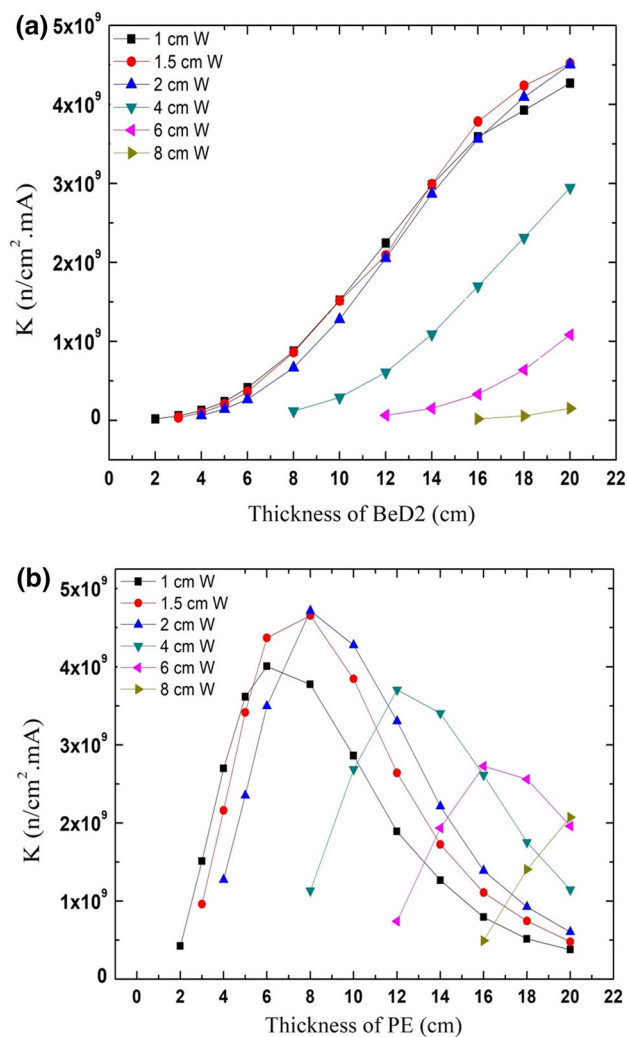 (a)
5x10⁹
4x10⁹
3x10⁹
2x10⁹
1x10⁹
0
K (n/cm².mA)
1 cm W
1.5 cm W
2 cm W
4 cm W
6 cm W
8 cm W
0 2 4 6 8 10 12 14 16 18 20 22
Thickness of BeD2 (cm)
(b)
5x10⁹
4x10⁹
3x10⁹
2x10⁹
1x10⁹
0
K (n/cm².mA)
1 cm W
1.5 cm W
2 cm W
4 cm W
6 cm W
8 cm W
0 2 4 6 8 10 12 14 16 18 20 22
Thickness of PE (cm)